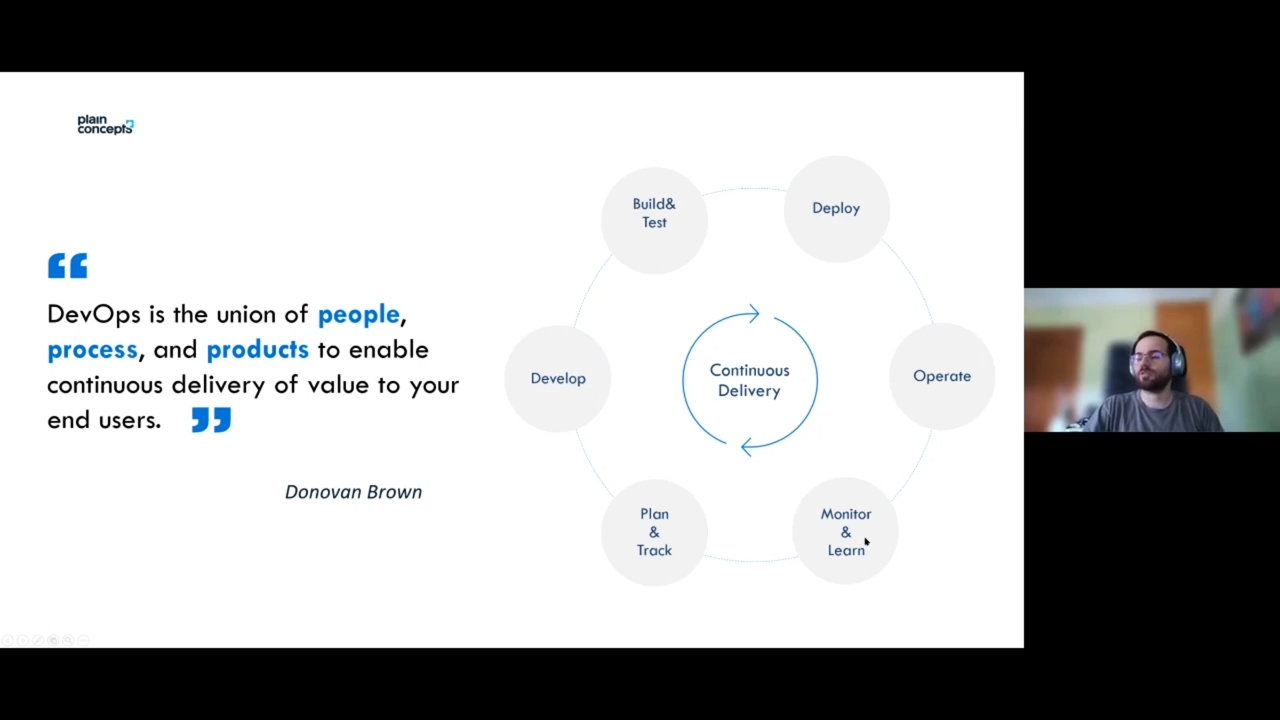 plain
concepts
“
DevOps is the union of people,
process, and products to enable
continuous delivery of value to your
end users. ”
Donovan Brown
Build&
Test
Deploy
Develop
Continuous
Delivery
Operate
Plan
&
Track
Monitor
&
Learn